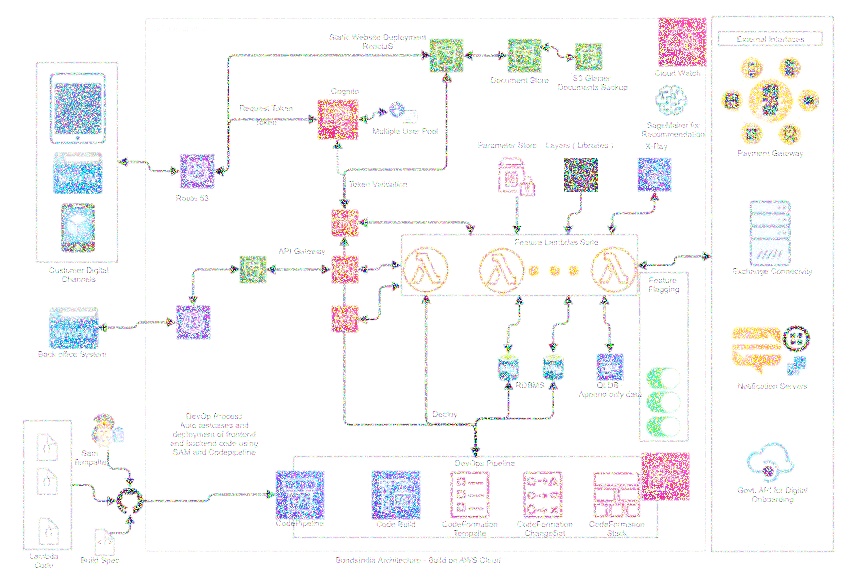 Static Website Deployment
ReactJS
External Interfaces
Cloud Watch
Document Store
S3 Glacier
Documents Backup
Cognito
Request Token
Token
Multiple User Pool
SageMaker for
Recommendation
Payment Gateway
Parameter Store
Layers ( Libraries )
X-Ray
Token Validation
Route 53
Customer Digital
Channels
API Gateway
Feature Lambdas Suite
Exchange Connectivity
Feature
Flagging
Back office System
RDBMS
QLDB
Append only data
Notification Servers
Deploy
DevOp Process
Auto
deployment of frontend
and backend code using
SAM and Codepipeline
Sam
Template
DevOps Pipeline
Govt. API for Digital
Onboarding
CodePipeline
Code Build
CodeFormation
Template
CodeFormation
ChangeSet
CodeFormation
Stack
Lambda
Code
Build Spec
Architecture - Build on AWS Cloud